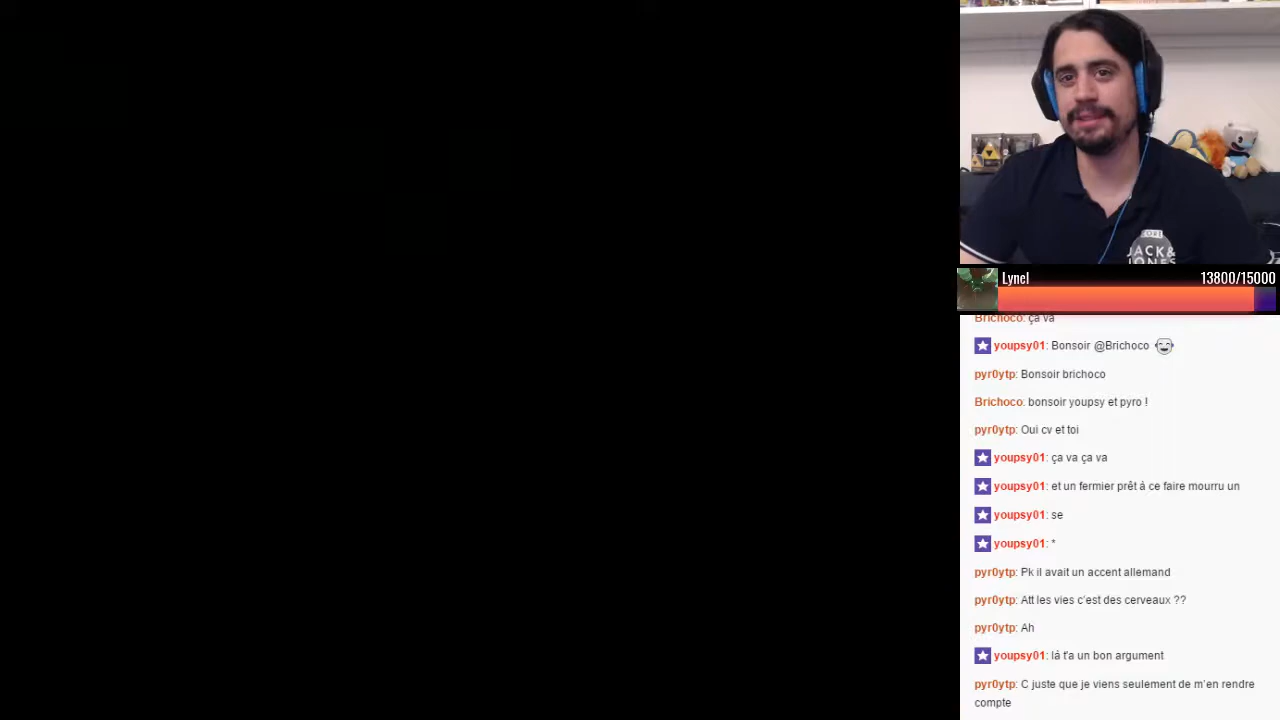 CORE
JACK&
JONES
Lynel 13800/15000
Brichoco: ça va
youpsy01: Bonsoir @Brichoco
pyr0ytp: Bonsoir brichoco
Brichoco: bonsoir youpsy et pyro !
pyr0ytp: Oui cv et toi
youpsy01: ça va ça va
youpsy01: et un fermier prêt à ce faire mourru un
youpsy01: se
youpsy01: *
pyr0ytp: Pk il avait un accent allemand
pyr0ytp: Att les vies c'est des cerveaux ??
pyr0ytp: Ah
youpsy01: là t'a un bon argument
pyr0ytp: C juste que je viens seulement de m'en rendre
compte